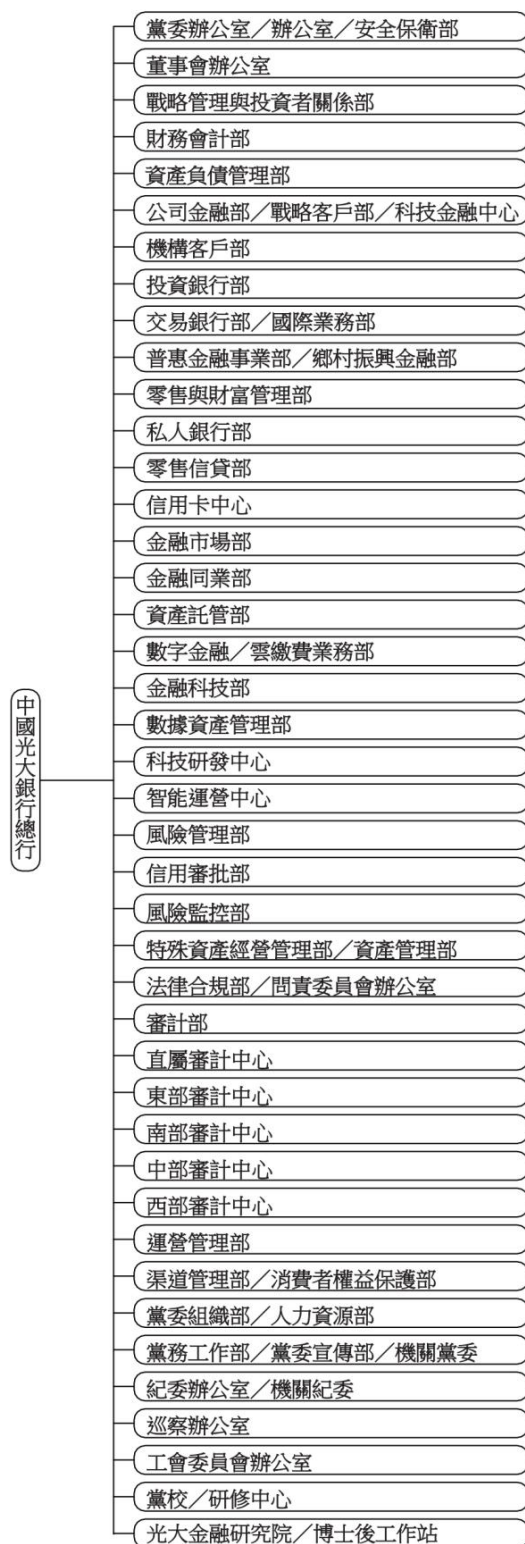 中國光大銀行總行
黨委辦公室／辦公室／安全保衛部
董事會辦公室
戰略管理與投資者關係部
財務會計部
資產負債管理部
公司金融部／戰略客戶部／科技金融中心
機構客戶部
投資銀行部
交易銀行部／國際業務部
普惠金融事業部／鄉村振興金融部
零售與財富管理部
私人銀行部
零售信貸部
信用卡中心
金融市場部
金融同業部
資產託管部
數字金融／雲繳費業務部
金融科技部
數據資產管理部
科技研發中心
智能運營中心
風險管理部
信用審批部
風險監控部
特殊資產經營管理部／資產管理部
法律合規部／問責委員會辦公室
審計部
直屬審計中心
東部審計中心
南部審計中心
中部審計中心
西部審計中心
運營管理部
渠道管理部／消費者權益保護部
黨委組織部／人力資源部
黨務工作部／黨委宣傳部／機關黨委
紀委辦公室／機關紀委
巡察辦公室
工會委員會辦公室
黨校／研修中心
光大金融研究院／博士後工作站